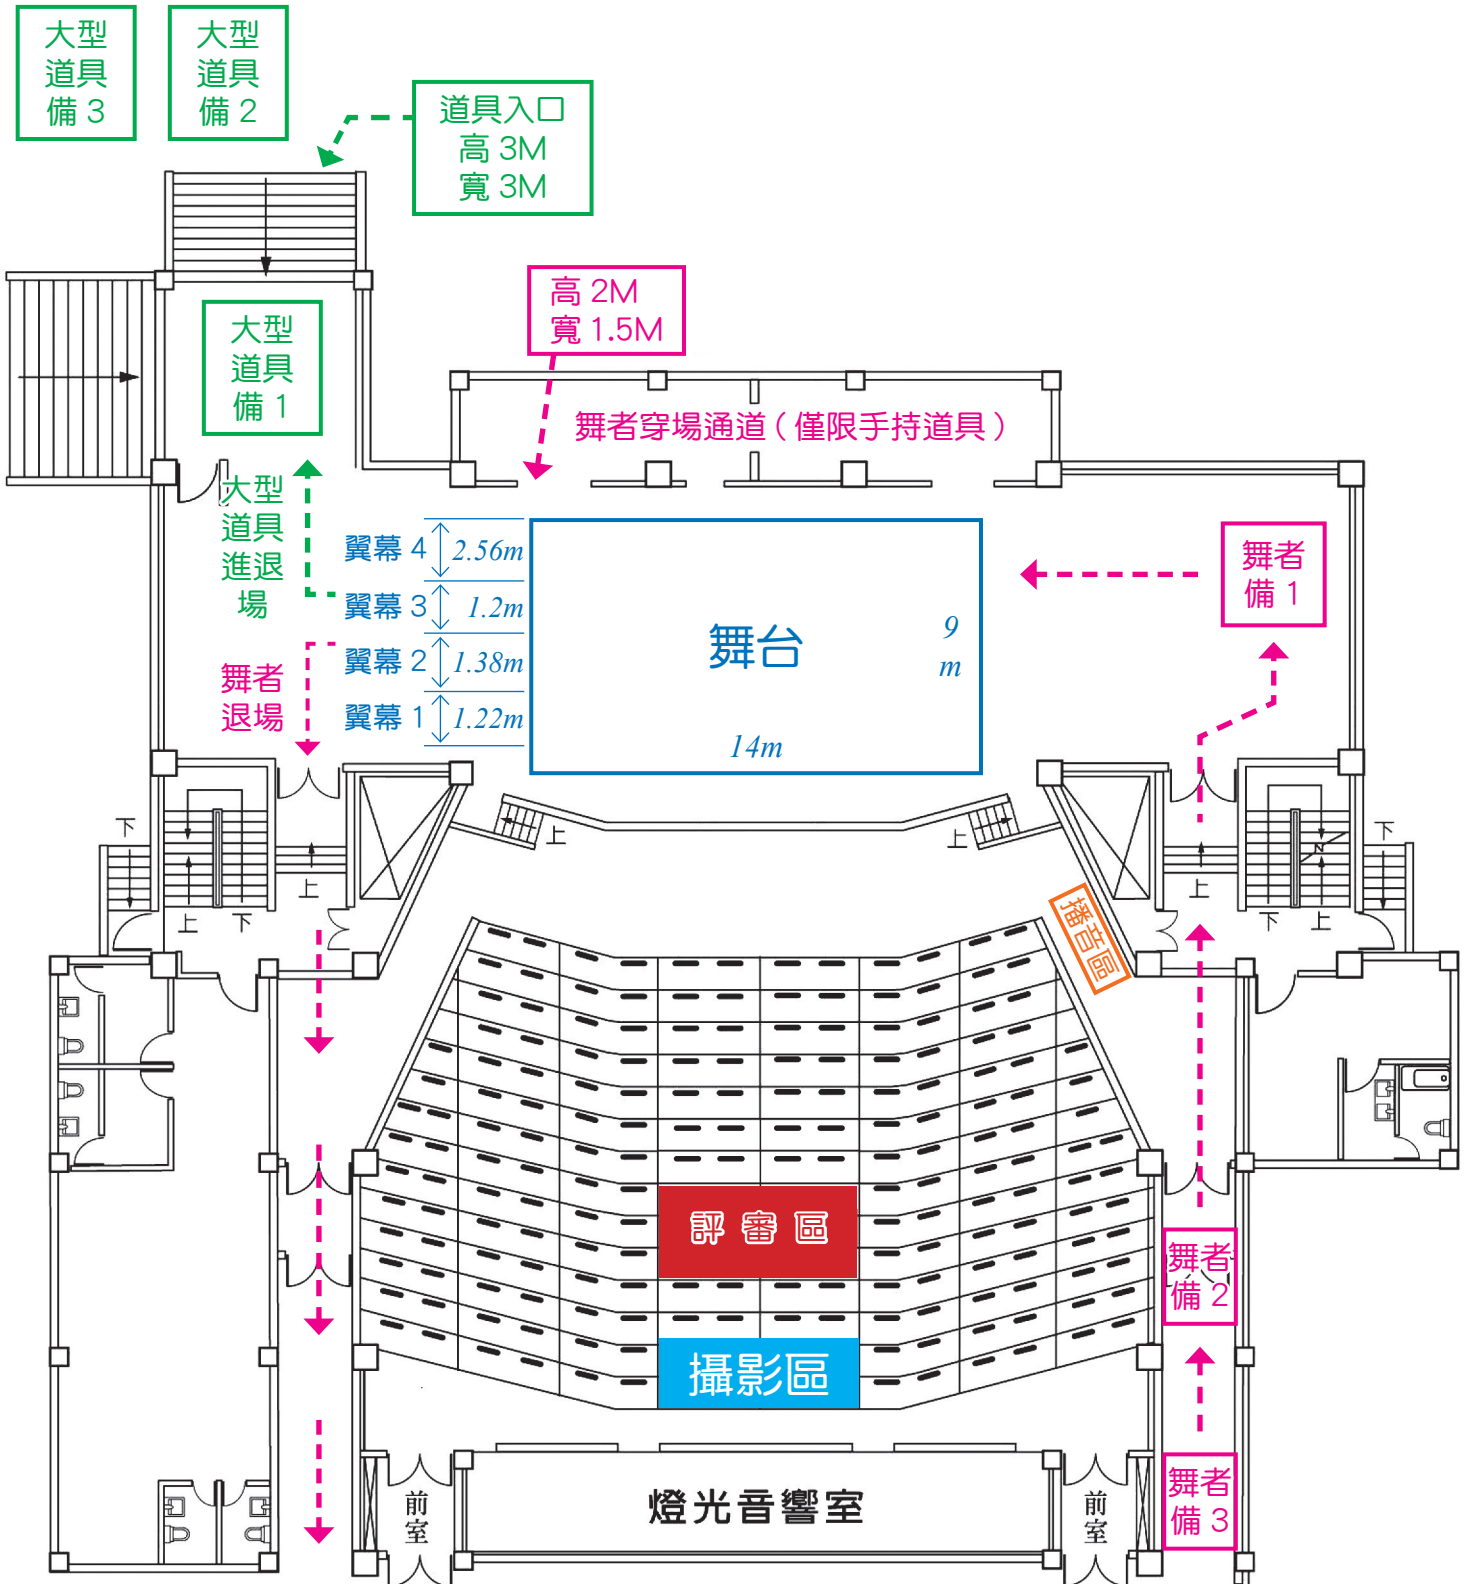 大型
道具
備 3
大型
道具
備 2
道具入口
高 3M
寬 3M
高 2M
寬 1.5M
大型
道具
備 1
舞者穿場通道（僅限手持道具）
大型
道具
進退
場
翼幕 4
2.56m
翼幕 3
1.2m
翼幕 2
1.38m
翼幕 1
1.22m
舞台
9
m
14m
舞者
備 1
舞者
退場
下
上
下
上
上
上
上
下
上
下
播音區
評審區
舞者
備 2
攝影區
前室
燈光音響室
前室
舞者
備 3